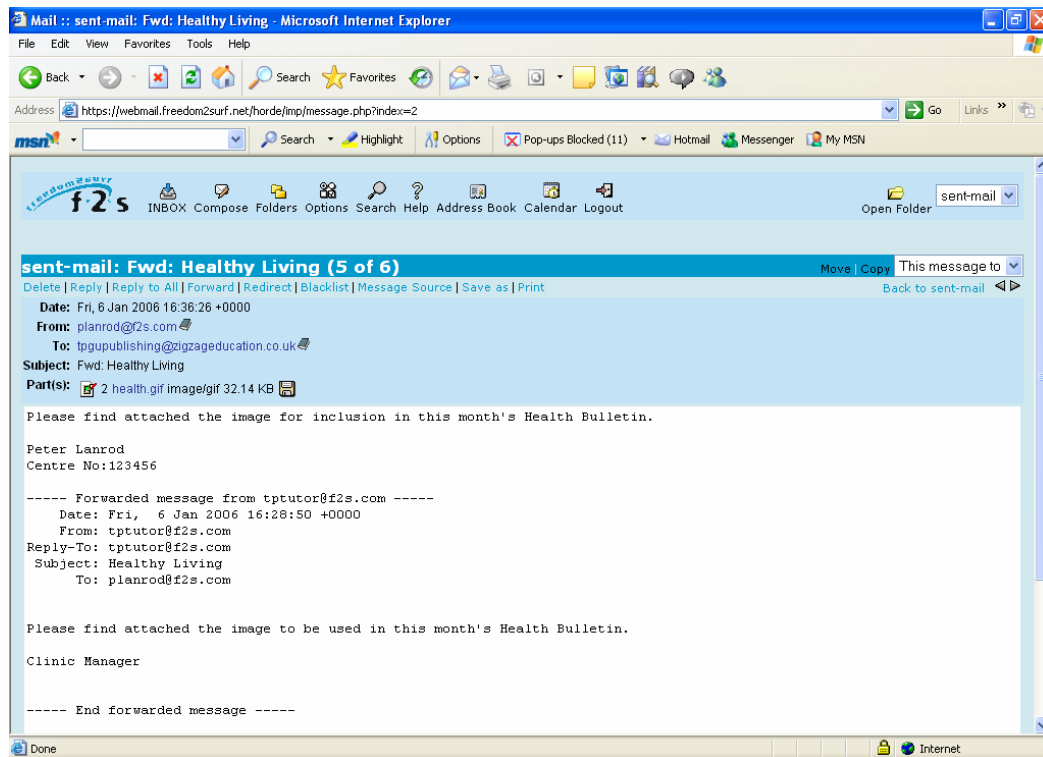 Mail :: sent-mail: Fwd: Healthy Living - Microsoft Internet Explorer
File Edit View Favorites Tools Help
Back Search Favorites
Address https://webmail.freedom2surf.net/horde/imp/message.php?index=2 Go Links »
msn Search Highlight Options Pop-ups Blocked (11) Hotmail Messenger My MSN
freedom2surf
f·2·s INBOX Compose Folders Options Search Help Address Book Calendar Logout Open Folder sent-mail
sent-mail: Fwd: Healthy Living (5 of 6) Move | Copy This message to
Delete | Reply | Reply to All | Forward | Redirect | Blacklist | Message Source | Save as | Print Back to sent-mail
Date: Fri, 6 Jan 2006 16:36:26 +0000
From: planrod@f2s.com
To: tpgupublishing@zigzageducation.co.uk
Subject: Fwd: Healthy Living
Part(s): 2 health.gif image/gif 32.14 KB
Please find attached the image for inclusion in this month's Health Bulletin.
Peter Lanrod
Centre No:123456
----- Forwarded message from tptutor@f2s.com -----
Date: Fri, 6 Jan 2006 16:28:50 +0000
From: tptutor@f2s.com
Reply-To: tptutor@f2s.com
Subject: Healthy Living
To: planrod@f2s.com
Please find attached the image to be used in this month's Health Bulletin.
Clinic Manager
----- End forwarded message -----
Done Internet